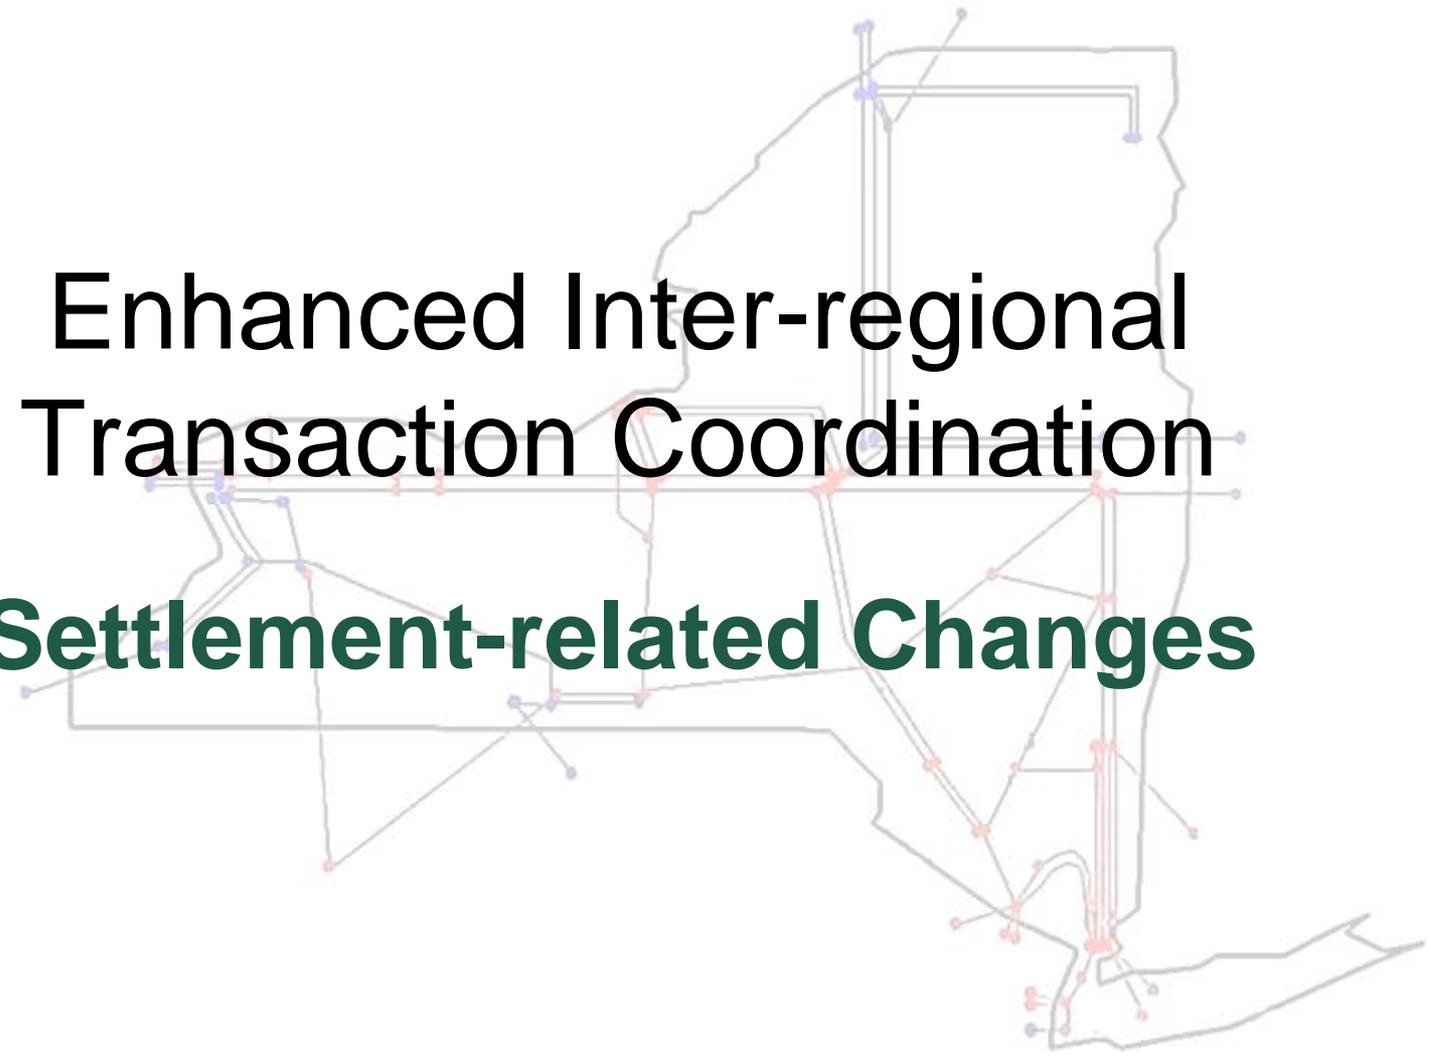 Enhanced Inter-regional
Transaction Coordination
Settlement-related Changes